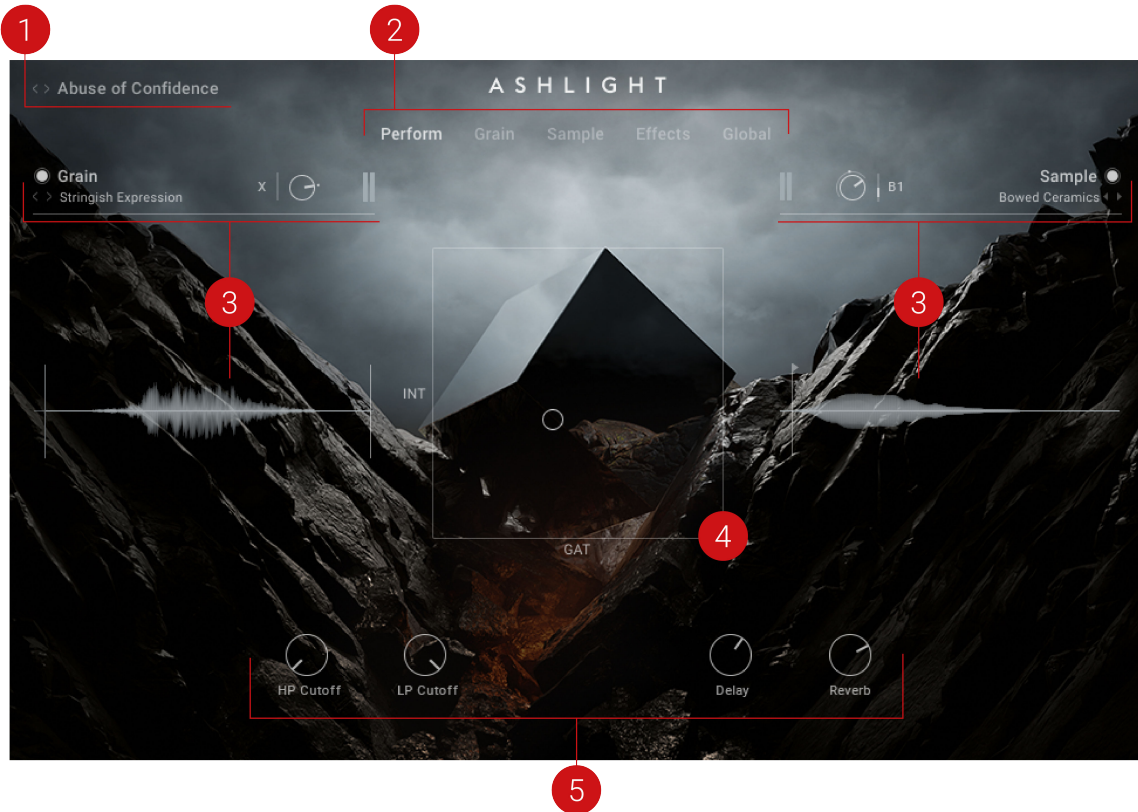 1
2
Abuse of Confidence
ASHLIGHT
Perform Grain Sample Effects Global
Grain
Stringish Expression
X
B1
Sample
Bowed Ceramics
3
3
INT
4
GAT
HP Cutoff
LP Cutoff
Delay
Reverb
5